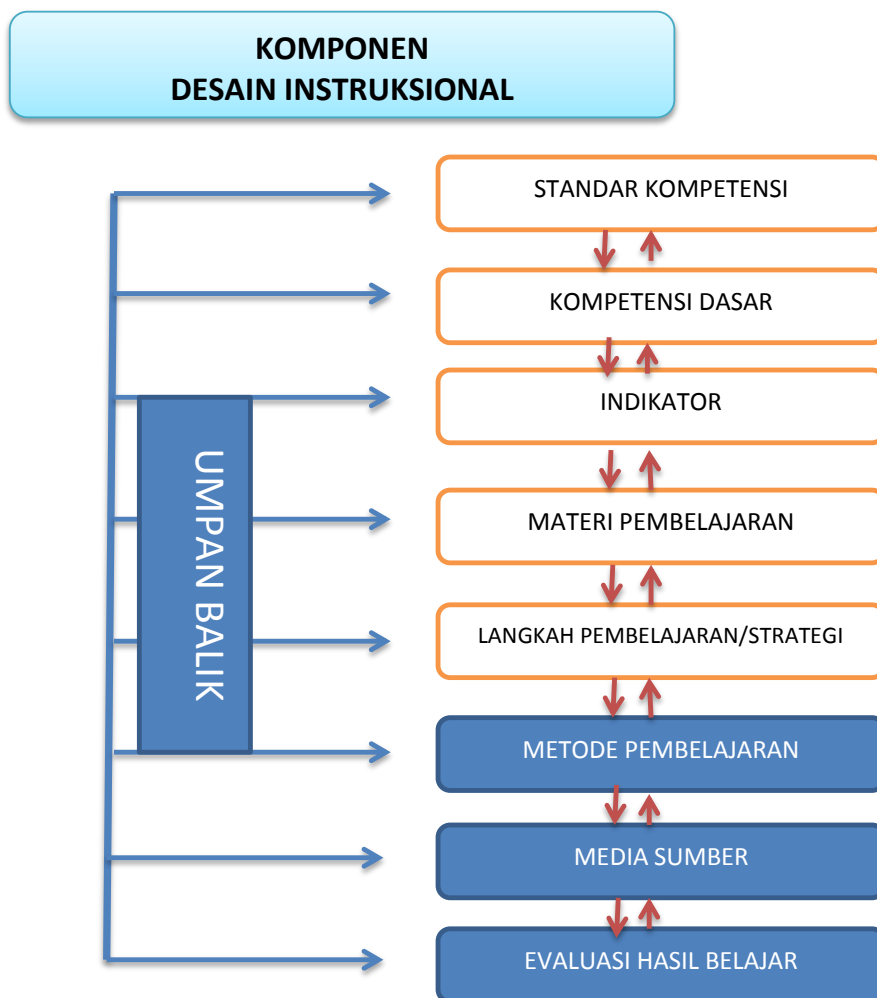 KOMPONEN
DESAIN INSTRUKSIONAL
STANDAR KOMPETENSI
KOMPETENSI DASAR
INDIKATOR
UMPAN BALIK
MATERI PEMBELAJARAN
LANGKAH PEMBELAJARAN/STRATEGI
METODE PEMBELAJARAN
MEDIA SUMBER
EVALUASI HASIL BELAJAR